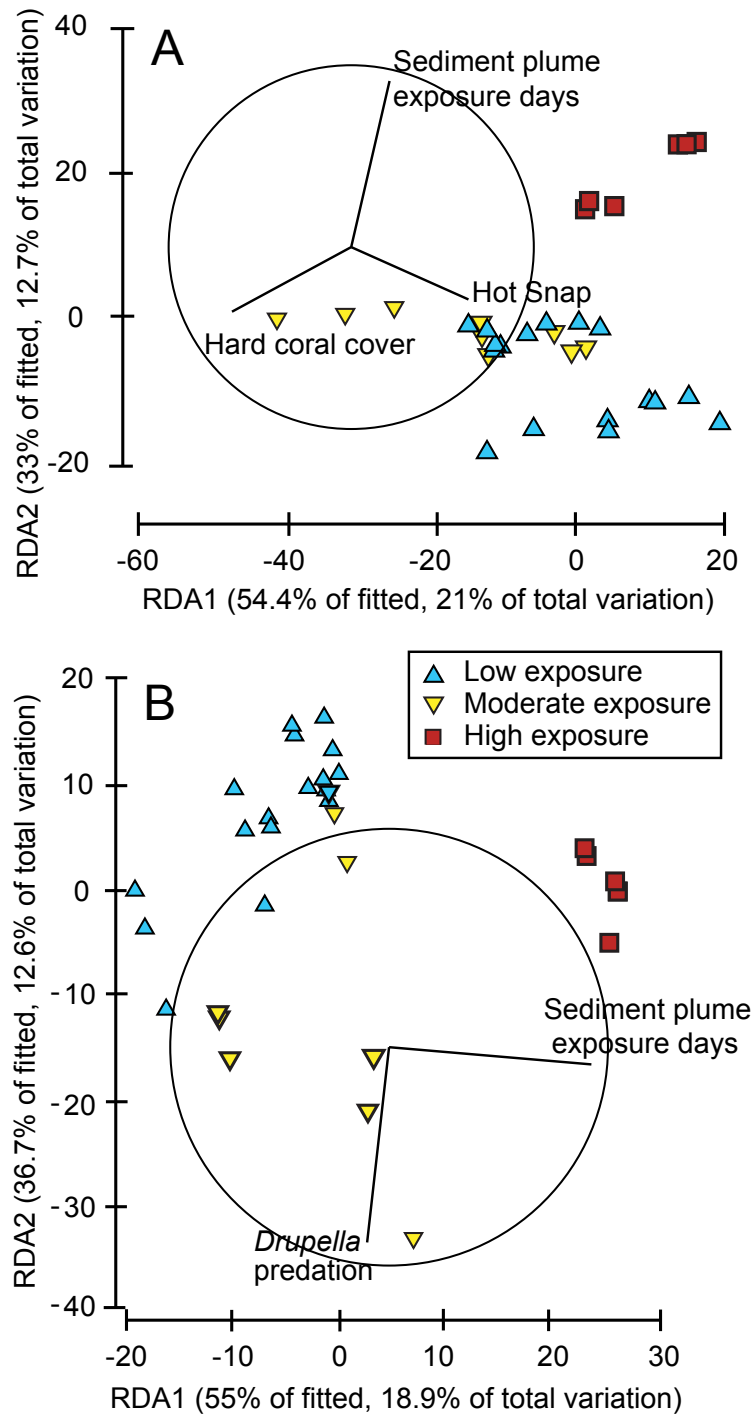 A
40
20
0
-20
RDA2 (33% of fitted, 12.7% of total variation)
Sediment plume
exposure days
Hot Snap
Hard coral cover
-60
-40
-20
0
20
RDA1 (54.4% of fitted, 21% of total variation)
B
Low exposure
Moderate exposure
High exposure
20
10
0
-10
-20
-30
-40
RDA2 (36.7% of fitted, 12.6% of total variation)
Sediment plume
exposure days
Drupella
predation
-20
-10
0
10
20
30
RDA1 (55% of fitted, 18.9% of total variation)